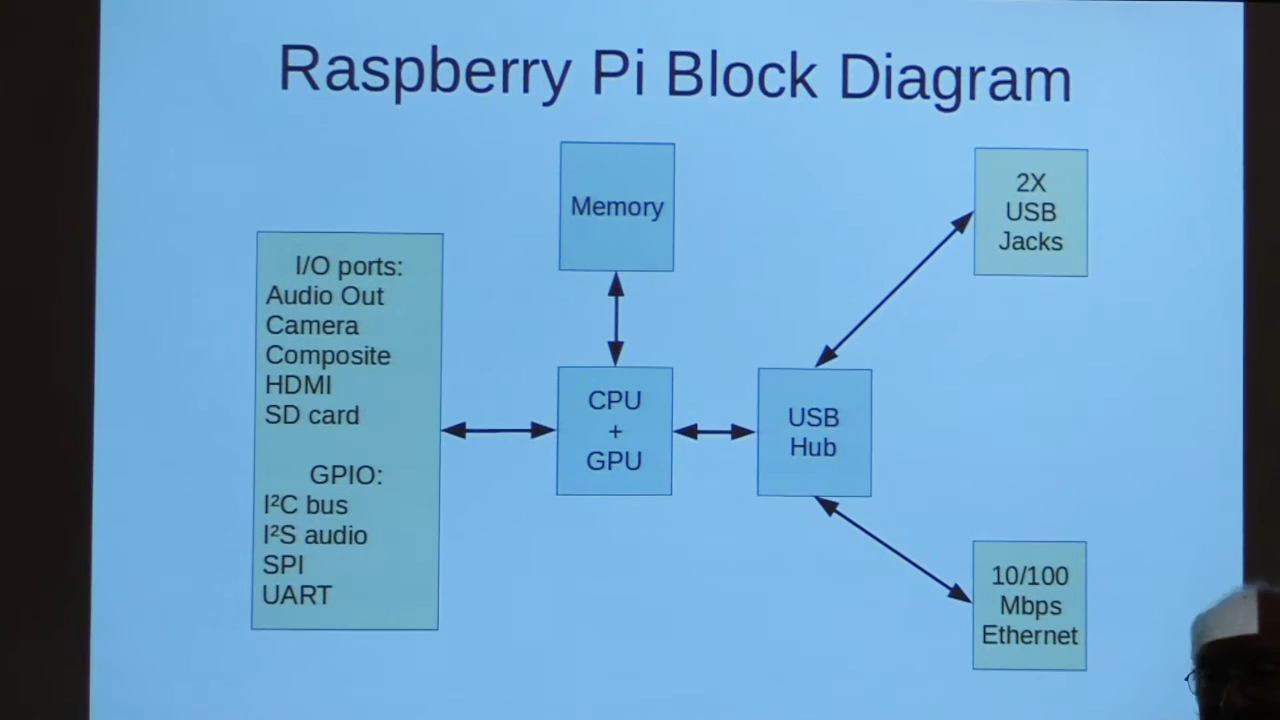 Raspberry Pi Block Diagram
Memory
2X
USB
Jacks
I/O ports:
Audio Out
Camera
Composite
HDMI
SD card
GPIO:
I²C bus
I²S audio
SPI
UART
CPU
+
GPU
USB
Hub
10/100
Mbps
Ethernet